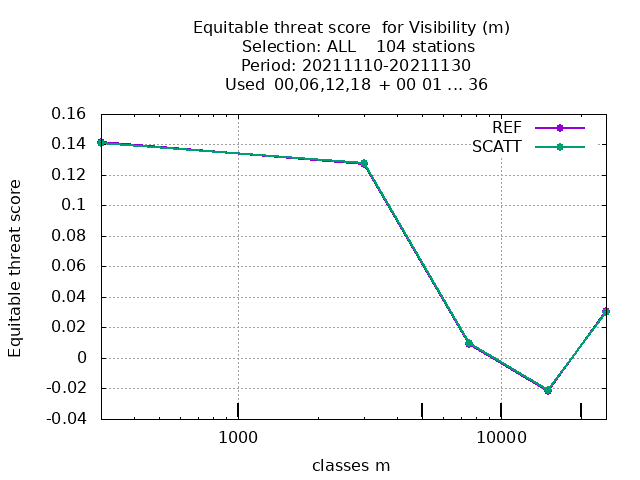 Equitable threat score  for Visibility (m)
Selection: ALL    104 stations
Period: 20211110-20211130
Used  00,06,12,18 + 00 01 ... 36
0.16
0.14
0.12
0.1
0.08
0.06
0.04
0.02
0
-0.02
-0.04
Equitable threat score
REF
SCATT
1000
10000
classes m